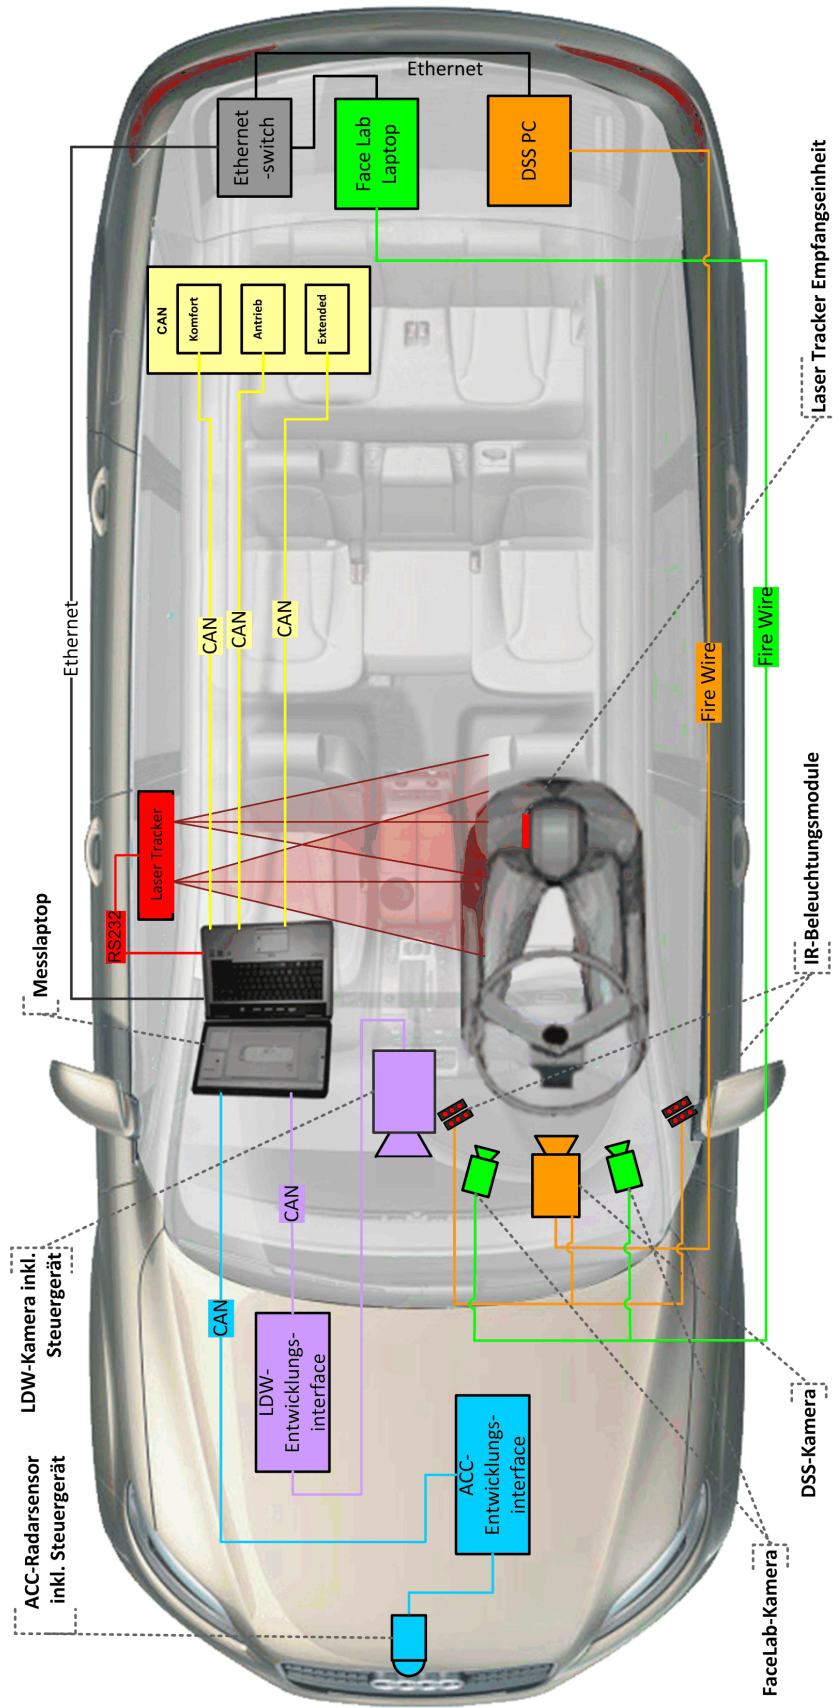 ACC-Radarsensor
inkl. Steuergerät
LDW-Kamera inkl.
Steuergerät
Messlaptop
Ethernet
RS232
Laser Tracker
CAN
Komfort
Antrieb
Extended
Ethernet
-switch
Ethernet
Face Lab
Laptop
DSS PC
CAN
CAN
CAN
CAN
CAN
LDW-
Entwicklungs-
interface
ACC-
Entwicklungs-
interface
Fire Wire
Fire Wire
FaceLab-Kamera
DSS-Kamera
IR-Beleuchtungsmodule
Laser Tracker Empfangseinheit